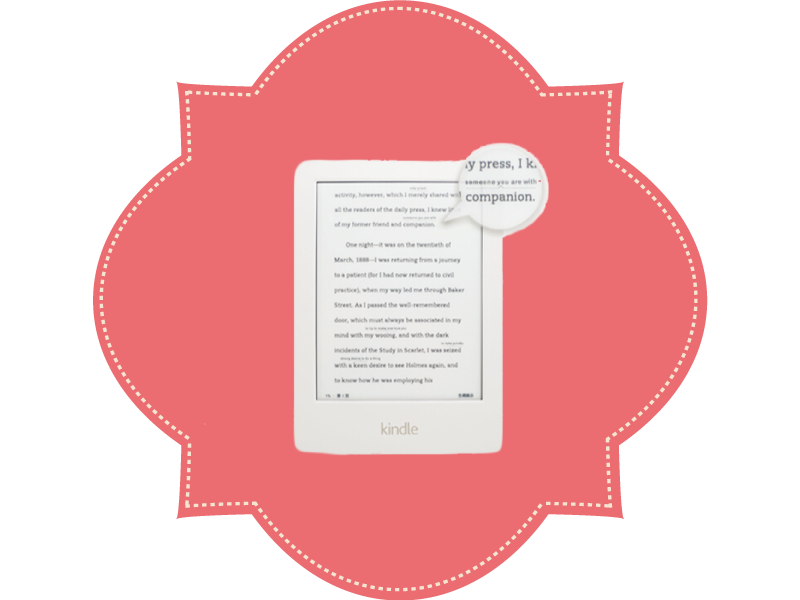 ly press, I k
someone you are with
companion.
activity, however, which I merely shared wi
all the readers of the daily press, I knew li
someone you are with
of my former friend and companion.
One night—it was on the twentieth of
March, 1888—I was returning from a journey
to a patient (for I had now returned to civil
practice), when my way led me through Baker
Street. As I passed the well-remembered
door, which must always be associated in my
mind with my wooing, and with the dark
incidents of the Study in Scarlet, I was seized
with a keen desire to see Holmes again, and
to know how he was employing his
kindle